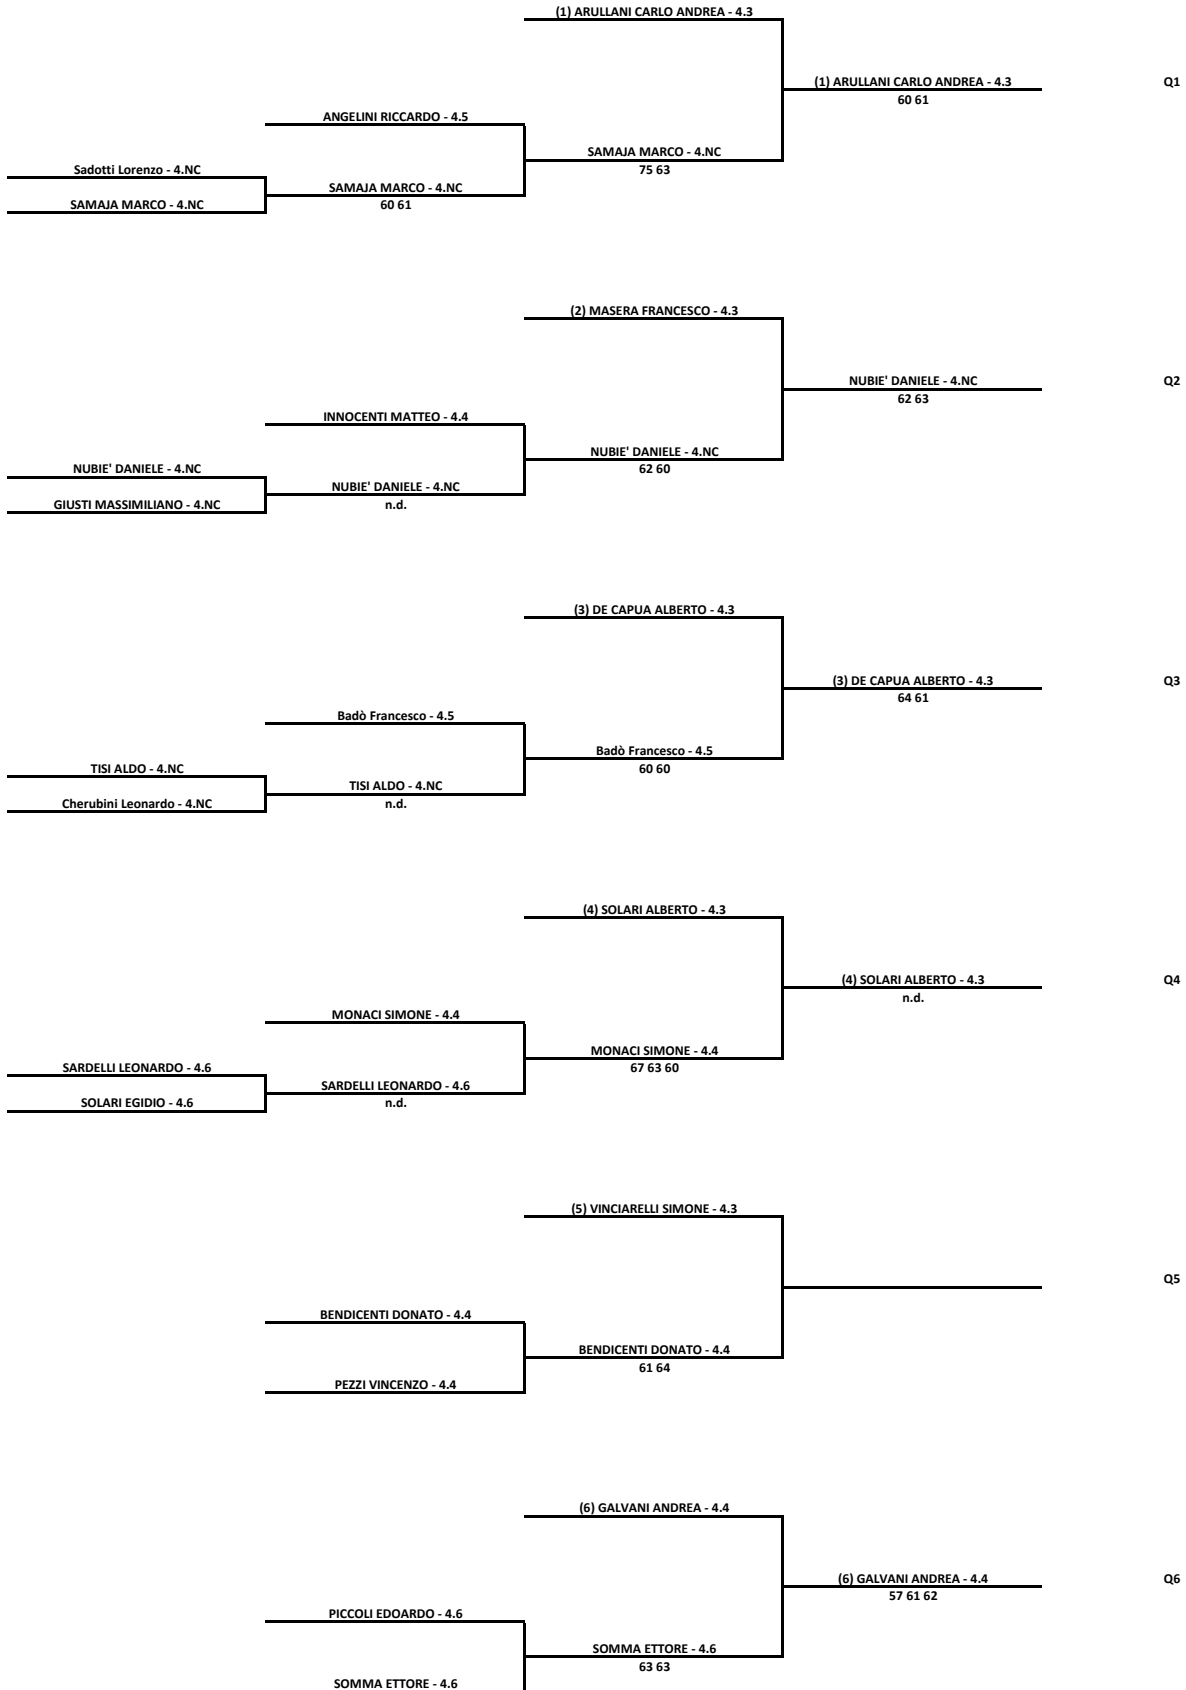 (1) ARULLANI CARLO ANDREA - 4.3
(1) ARULLANI CARLO ANDREA - 4.3
Q1
60 61
ANGELINI RICCARDO - 4.5
SAMAJA MARCO - 4.NC
75 63
Sadotti Lorenzo - 4.NC
SAMAJA MARCO - 4.NC
60 61
SAMAJA MARCO - 4.NC
(2) MASERA FRANCESCO - 4.3
NUBIE' DANIELE - 4.NC
Q2
62 63
INNOCENTI MATTEO - 4.4
NUBIE' DANIELE - 4.NC
62 60
NUBIE' DANIELE - 4.NC
NUBIE' DANIELE - 4.NC
n.d.
GIUSTI MASSIMILIANO - 4.NC
(3) DE CAPUA ALBERTO - 4.3
(3) DE CAPUA ALBERTO - 4.3
Q3
64 61
Badò Francesco - 4.5
Badò Francesco - 4.5
60 60
TISI ALDO - 4.NC
TISI ALDO - 4.NC
n.d.
Cherubini Leonardo - 4.NC
(4) SOLARI ALBERTO - 4.3
(4) SOLARI ALBERTO - 4.3
Q4
n.d.
MONACI SIMONE - 4.4
MONACI SIMONE - 4.4
67 63 60
SARDELLI LEONARDO - 4.6
SARDELLI LEONARDO - 4.6
n.d.
SOLARI EGIDIO - 4.6
(5) VINCIARELLI SIMONE - 4.3
Q5
BENDICENTI DONATO - 4.4
BENDICENTI DONATO - 4.4
61 64
PEZZI VINCENZO - 4.4
(6) GALVANI ANDREA - 4.4
(6) GALVANI ANDREA - 4.4
Q6
57 61 62
PICCOLI EDOARDO - 4.6
SOMMA ETTORE - 4.6
63 63
SOMMA ETTORE - 4.6